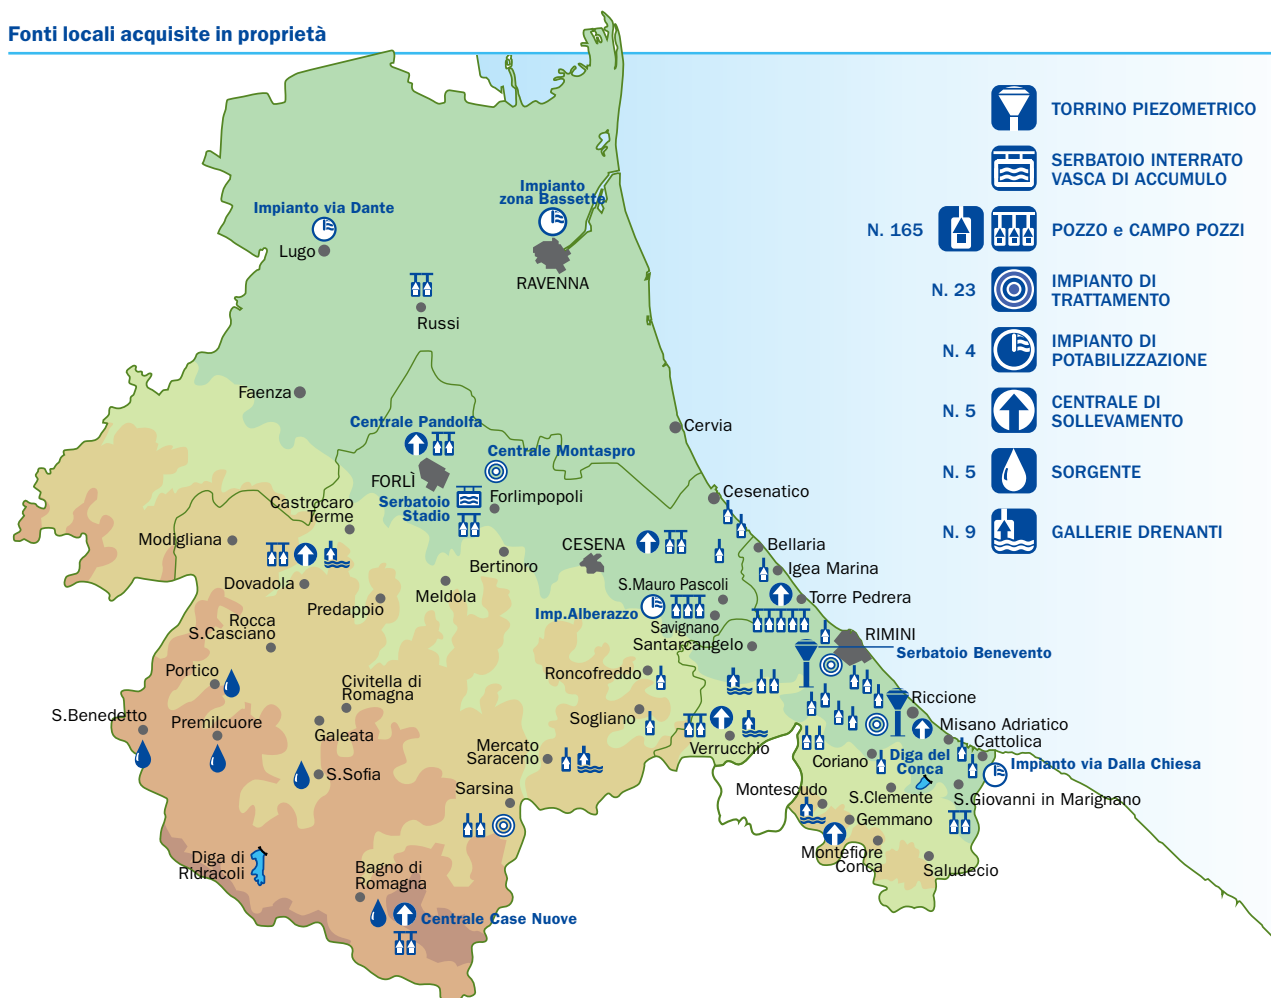 Fonti locali acquisite in proprietà
TORRINO PIEZOMETRICO
SERBATOIO INTERRATO
VASCA DI ACCUMULO
N. 165
POZZO e CAMPO POZZI
N. 23
IMPIANTO DI
TRATTAMENTO
N. 4
IMPIANTO DI
POTABILIZZAZIONE
N. 5
CENTRALE DI
SOLLEVAMENTO
N. 5
SORGENTE
N. 9
GALLERIE DRENANTI
Impianto
zona Bassette
Impianto via Dante
Lugo
RAVENNA
Russi
Faenza
Centrale Pandolfa
Cervia
Centrale Montaspro
FORLÌ
Serbatoio
Stadio
Forlimpopoli
Cesenatico
Castrocaro
Terme
Modigliana
CESENA
Bellaria
Bertinoro
Igea Marina
Dovadola
Predappio
Meldola
S.Mauro Pascoli
Torre Pedrera
Imp.Alberazzo
Savignano
Rocca
S.Casciano
Santarcangelo
RIMINI
Serbatoio Benevento
Portico
Civitella di
Romagna
Roncofreddo
Riccione
S.Benedetto
Premilcuore
Galeata
Sogliano
Misano Adriatico
Verrucchio
Cattolica
Mercato
Saraceno
Coriano
Diga del
Conca
Impianto via Dalla Chiesa
S.Sofia
Sarsina
Montescudo
S.Clemente
S.Giovanni in Marignano
Gemmano
Diga di
Ridracoli
Montefiore
Conca
Saludecio
Bagno di
Romagna
Centrale Case Nuove